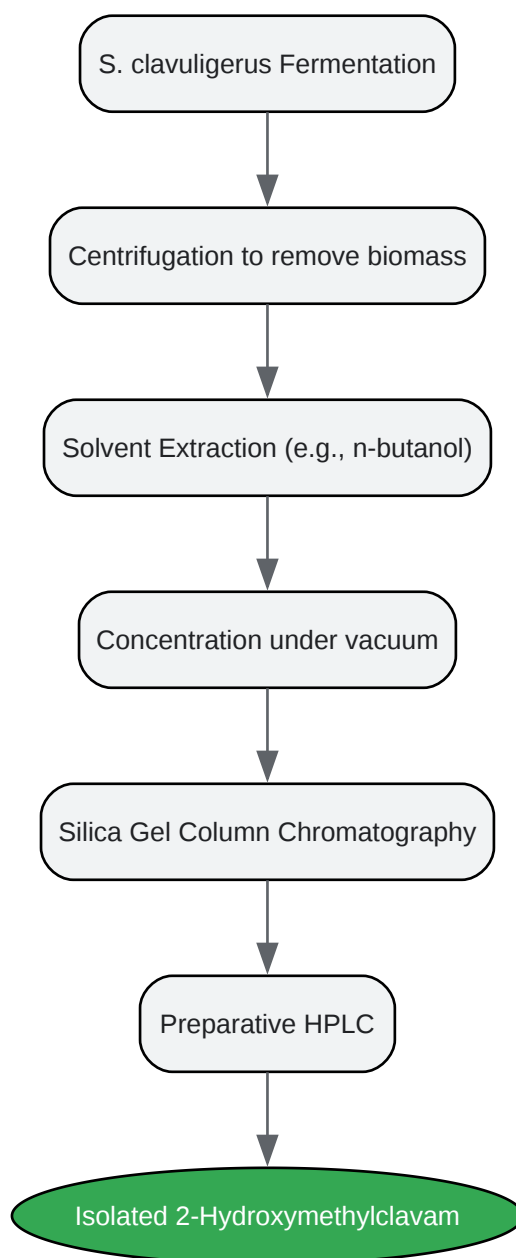 S. clavuligerus Fermentation
Centrifugation to remove biomass
Solvent Extraction (e.g., n-butanol)
Concentration under vacuum
Silica Gel Column Chromatography
Preparative HPLC
Isolated 2-Hydroxymethylclavam